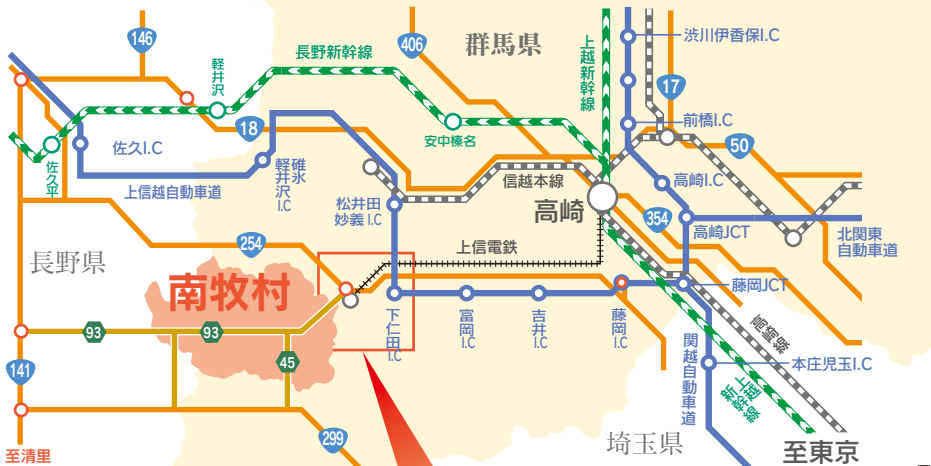 146
406
群馬県
渋川伊香保I.C
長野新幹線
上越新幹線
軽井沢
17
前橋I.C
18
50
佐久I.C
安中榛名
碓氷
軽井沢
I.C
佐久平
上信越自動車道
信越本線
高崎I.C
松井田
妙義 I.C
高崎
354
高崎JCT
北関東
自動車道
254
上信電鉄
長野県
南牧村
藤岡JCT
下仁田
I.C
富岡
I.C
吉井
I.C
藤岡
I.C
93
93
高崎線
関越自動車道
45
本庄児玉I.C
141
上越
新幹線
299
埼玉県
至清里
至東京